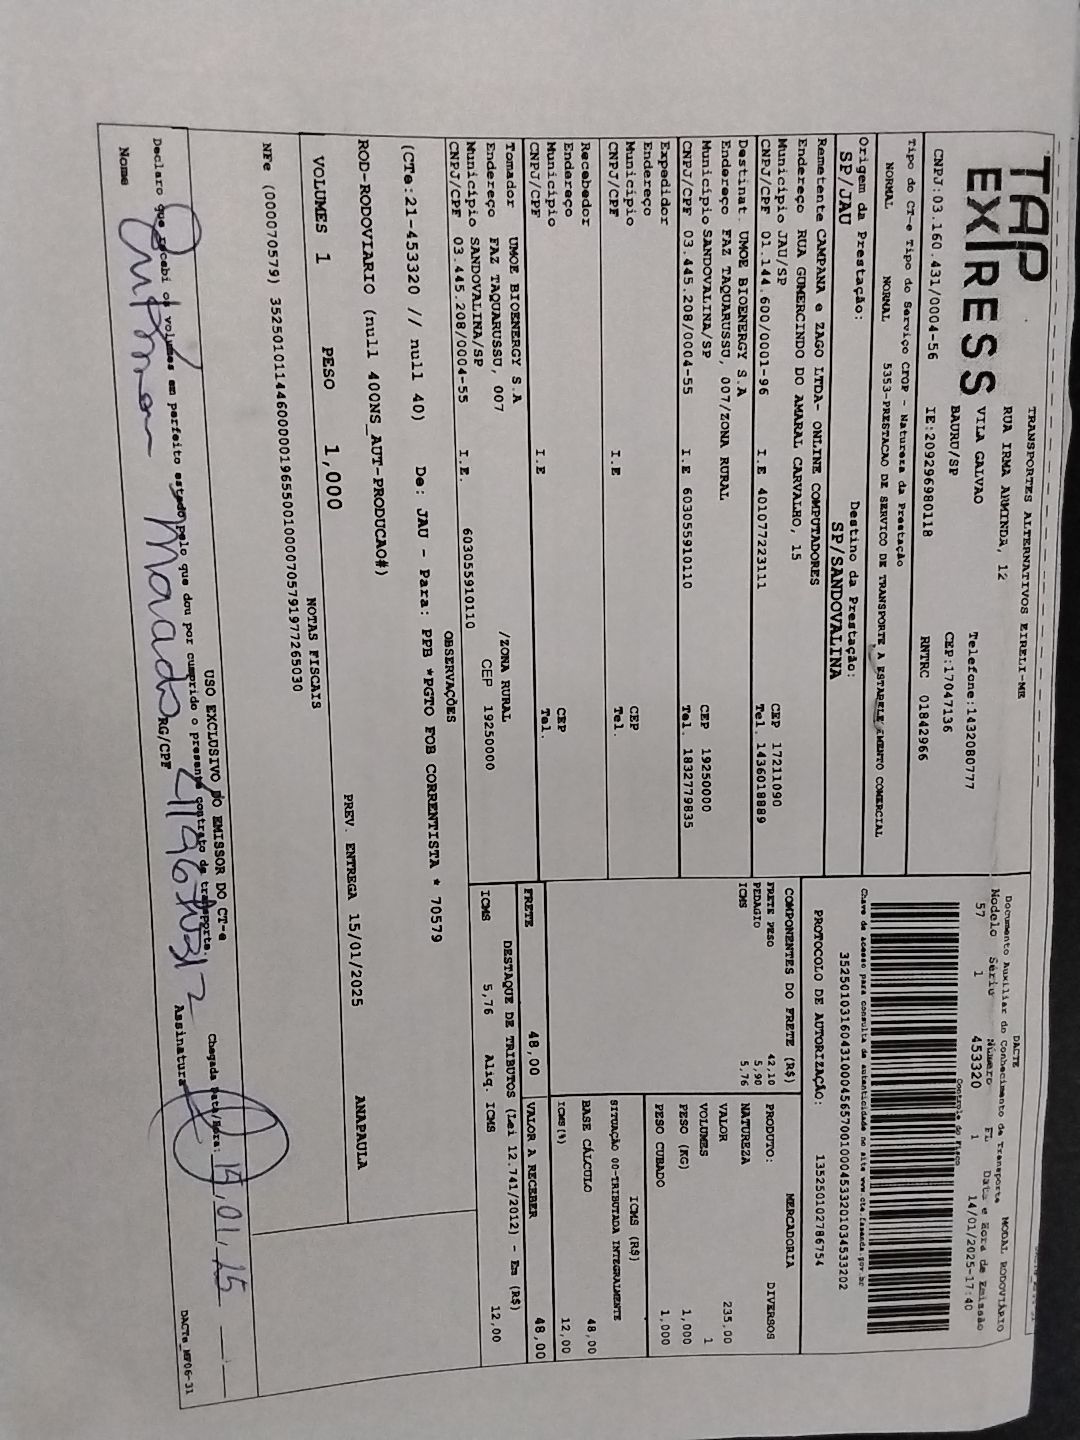 TAP
EXPRESS
TRANSPORTES ALTERNATIVOS EIRELI-ME
RUA IRMA ARMINDA, 12
VILA GALVAO
BAURU/SP
Telefone:1432080777
CEP:17047136
CNPJ:03.160.431/0004-56 IE:209296980118 RNTRC 01842966
DACTE
Documento Auxiliar do Conhecimento de Transporte MODAL RODOVIÁRIO
Modelo Série Número FL Data e Hora de Emissão
57 1 453320 1 14/01/2025-17:40
Controle do Fisco
Chave de acesso para consulta de autenticidade no site www.cte.fazenda.gov.br
35250103160431000456570010004533201034533202
PROTOCOLO DE AUTORIZAÇÃO: 135250102786754
Tipo do CT-e Tipo do Serviço CFOP - Natureza da Prestação
NORMAL NORMAL 5353-PRESTACAO DE SERVICO DE TRANSPORTE A ESTABELECIMENTO COMERCIAL
Origem da Prestação: Destino da Prestação:
SP/JAU SP/SANDOVALINA
Remetente CAMPANA e ZAGO LTDA- ONLINE COMPUTADORES
Endereço RUA GUMERCINDO DO AMARAL CARVALHO, 15
Município JAU/SP CEP 17211090
CNPJ/CPF 01.144.600/0001-96 I.E 401077223111 Tel. 1436018889
Destinat UMOE BIOENERGY S.A
Endereço FAZ TAQUARUSSU, 007/ZONA RURAL
Município SANDOVALINA/SP CEP 19250000
CNPJ/CPF 03.445.208/0004-55 I.E 603055910110 Tel. 1832779835
Expedidor
Endereço
Município CEP
CNPJ/CPF I.E Tel.
Recebedor
Endereço
Município CEP
CNPJ/CPF I.E Tel.
Tomador UMOE BIOENERGY S.A
Endereço FAZ TAQUARUSSU, 007 /ZONA RURAL
Município SANDOVALINA/SP CEP 19250000
CNPJ/CPF 03.445.208/0004-55 I.E. 603055910110
COMPONENTES DO FRETE (R$)
FRETE PESO 42,10
PEDAGIO 5,90
ICMS 5,76
MERCADORIA
PRODUTO: DIVERSOS
NATUREZA
VALOR 235,00
VOLUMES 1
PESO (KG) 1,000
PESO CUBADO 1,000
ICMS (R$)
SITUAÇÃO 00-TRIBUTADA INTEGRALMENTE
BASE CÁLCULO 48,00
ICMS(%) 12,00
FRETE 48,00 VALOR A RECEBER 48,00
DESTAQUE DE TRIBUTOS (Lei 12.741/2012) - Em (R$)
ICMS 5,76 Aliq. ICMS 12,00
OBSERVAÇÕES
(CTe:21-453320 // null 40) De: JAU - Para: PPB *PGTO FOB CORRENTISTA * 70579
ROD-RODOVIARIO (null 400NS_AUT-PRODUCAO#)
VOLUMES 1 PESO 1,000 PREV. ENTREGA 15/01/2025 ANAPAULA
NOTAS FISCAIS
NFe (000070579) 35250101144600000196550010000705791977265030
USO EXCLUSIVO DO EMISSOR DO CT-e
Declaro que recebi os volumes em perfeito estado pelo que dou por cumprido o presente contrato de transporte. Chegada Data/Hora: 15/01/25
Nome RG/CPF Assinatura
DACTe_MF06-31